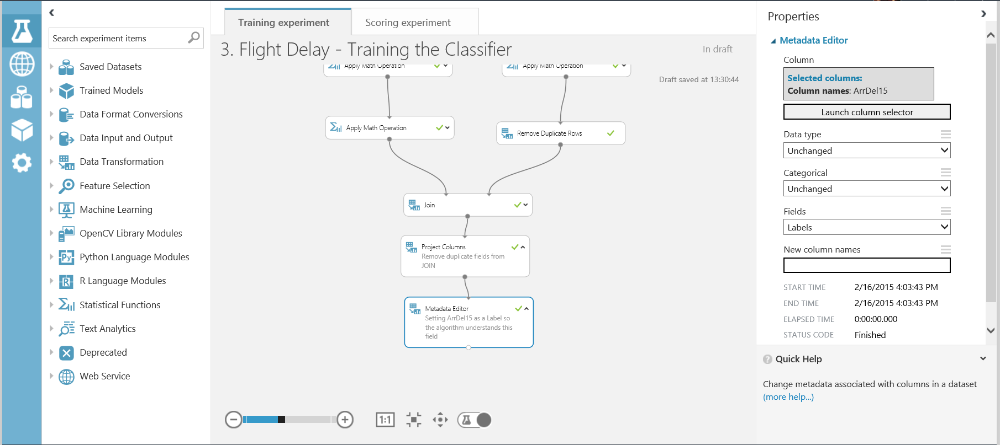 Search experiment items
Saved Datasets
Trained Models
Data Format Conversions
Data Input and Output
Data Transformation
Feature Selection
Machine Learning
OpenCV Library Modules
Python Language Modules
R Language Modules
Statistical Functions
Text Analytics
Deprecated
Web Service
Training experiment
Scoring experiment
3. Flight Delay - Training the Classifier
In draft
Draft saved at 13:30:44
Apply Math Operation
Apply Math Operation
Apply Math Operation
Remove Duplicate Rows
Join
Project Columns
Remove duplicate fields from
JOIN
Metadata Editor
Setting ArrDel15 as a Label so
the algorithm understands this
field
1:1
Properties
Metadata Editor
Column
Selected columns:
Column names: ArrDel15
Launch column selector
Data type
Unchanged
Categorical
Unchanged
Fields
Labels
New column names
START TIME 2/16/2015 4:03:43 PM
END TIME 2/16/2015 4:03:43 PM
ELAPSED TIME 0:00:00.000
STATUS CODE Finished
? Quick Help
Change metadata associated with columns in a dataset
(more help...)
Py
R